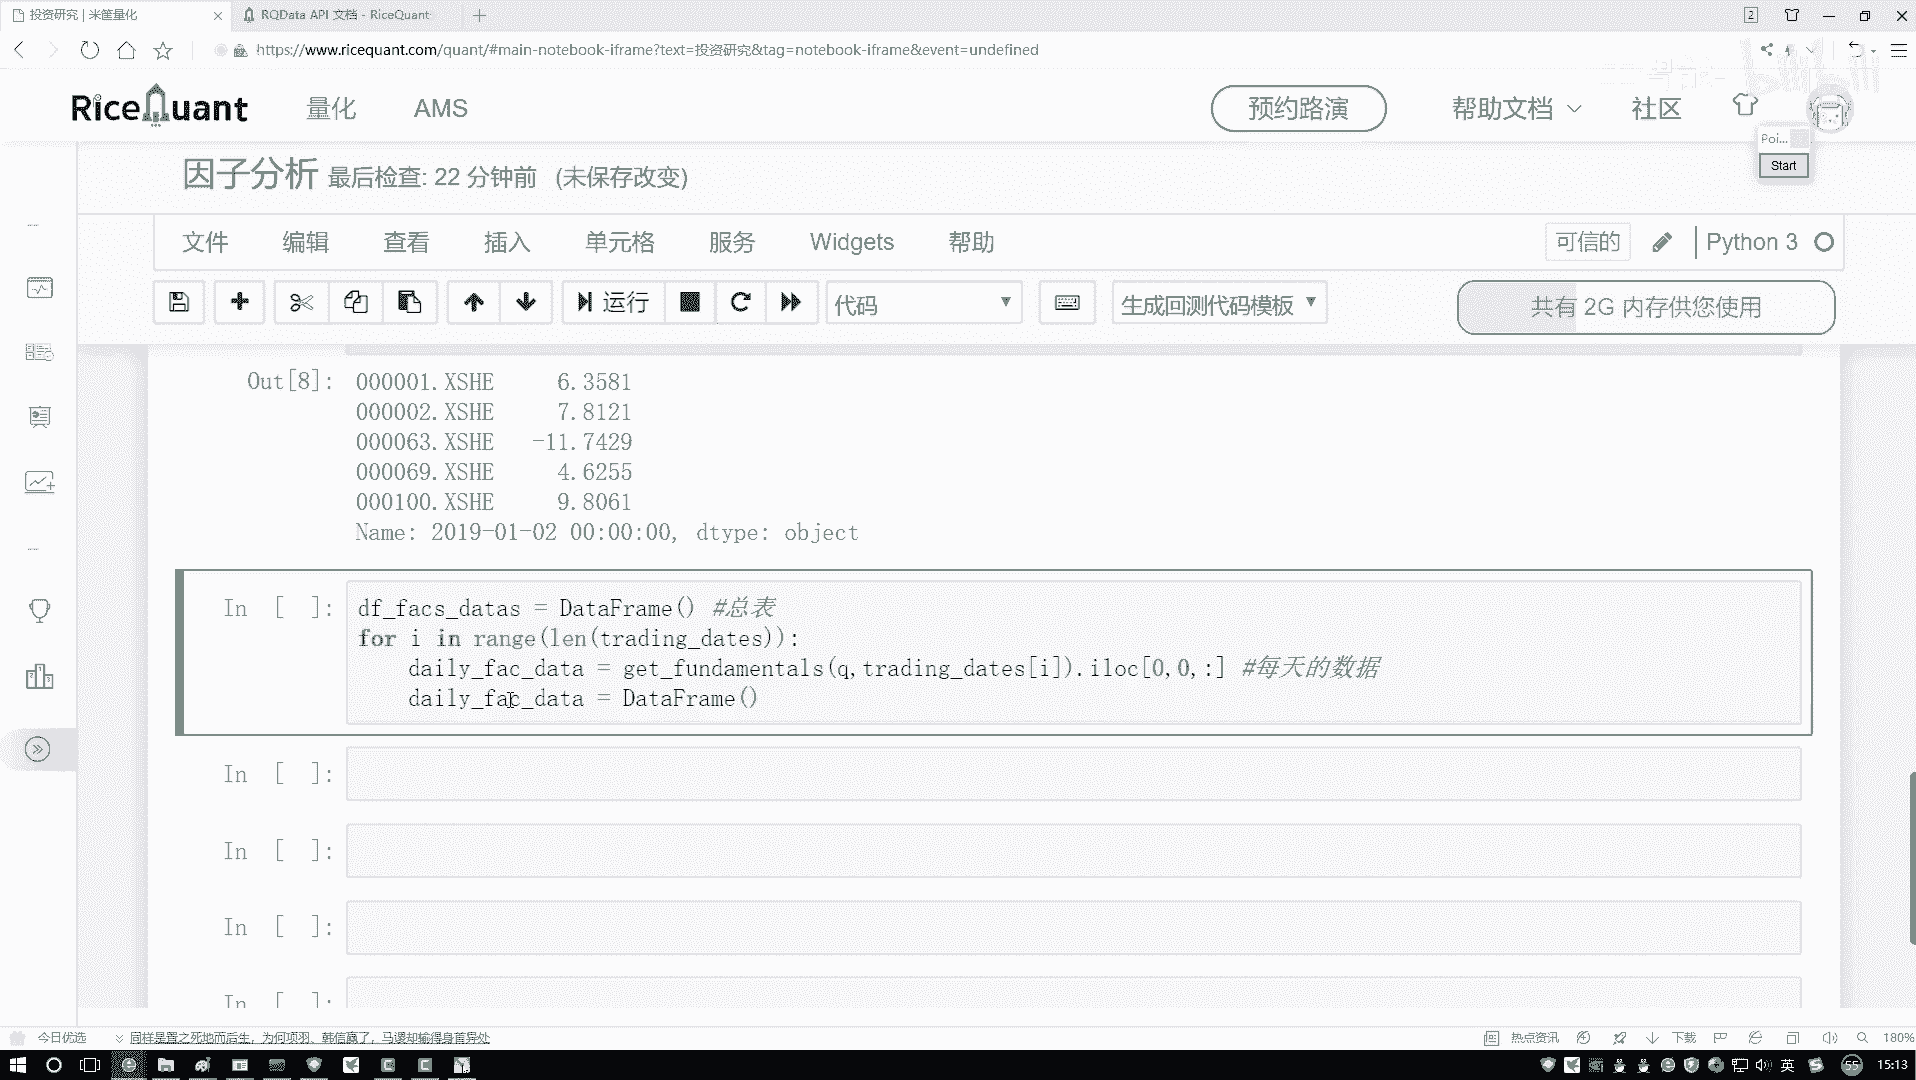 投资研究 | 米筐量化
RQData API 文档 - RiceQuant
2
https://www.ricequant.com/quant/#main-notebook-iframe?text=投资研究&tag=notebook-iframe&event=undefined
RiceQuant 量化 AMS 预约路演 帮助文档 社区
Poi...
Start
因子分析 最后检查: 22 分钟前 (未保存改变)
文件 编辑 查看 插入 单元格 服务 Widgets 帮助 可信的 Python 3
运行 代码 生成回测代码模板 共有 2G 内存供您使用
Out[8]: 000001.XSHE 6.3581
000002.XSHE 7.8121
000063.XSHE -11.7429
000069.XSHE 4.6255
000100.XSHE 9.8061
Name: 2019-01-02 00:00:00, dtype: object
In [ ]: df_facs_datas = DataFrame() #总表
for i in range(len(trading_dates)):
daily_fac_data = get_fundamentals(q,trading_dates[i]).iloc[0,0,:] #每天的数据
daily_fac_data = DataFrame()
In [ ]:
In [ ]:
In [ ]:
In [ ]:
今日优选 同样是置之死地而后生，为何项羽、韩信赢了，马谡却输得身首异处 热点资讯 下载 180%
英 55 15:13